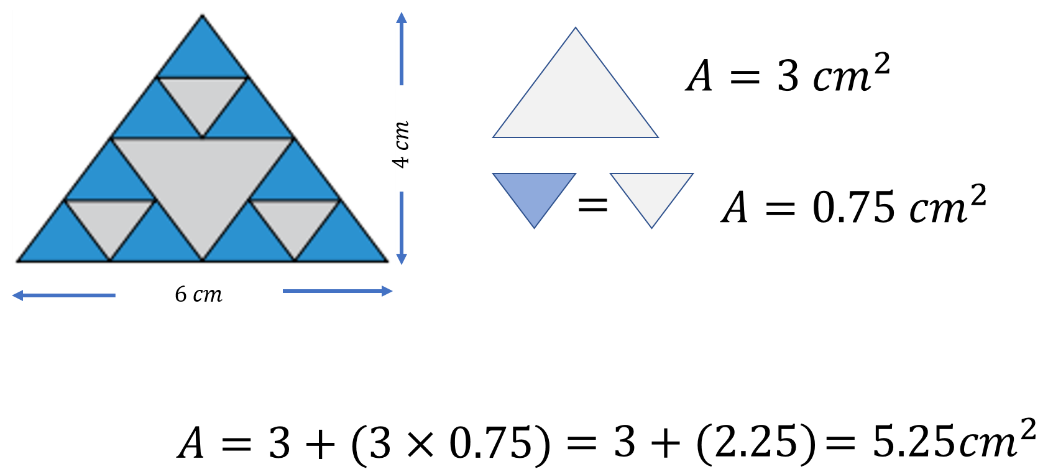 4 cm
6 cm
A = 3 cm²
= A = 0.75 cm²
A = 3 + (3 × 0.75) = 3 + (2.25) = 5.25cm²